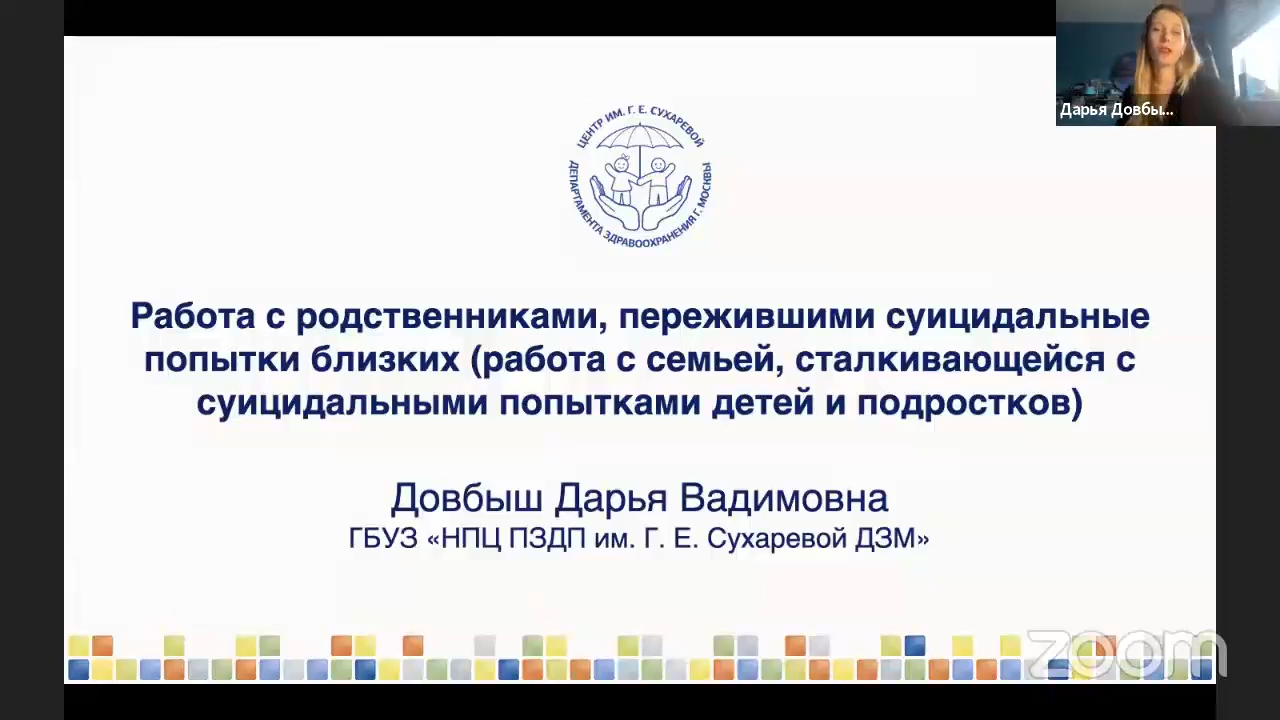 Дарья Довбы...
ЦЕНТР ИМ. Г. Е. СУХАРЕВОЙ
ДЕПАРТАМЕНТА ЗДРАВООХРАНЕНИЯ Г. МОСКВЫ
Работа с родственниками, пережившими суицидальные
попытки близких (работа с семьей, сталкивающейся с
суицидальными попытками детей и подростков)
Довбыш Дарья Вадимовна
ГБУЗ «НПЦ ПЗДП им. Г. Е. Сухаревой ДЗМ»
zoom